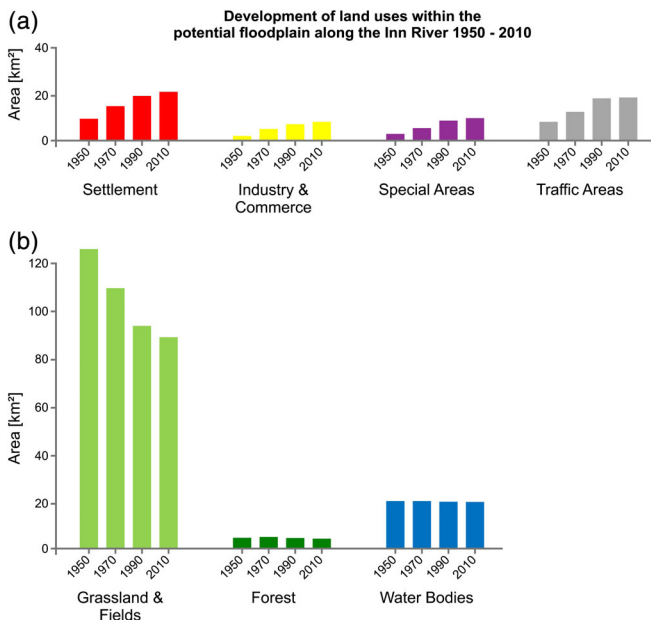 (a)
Development of land uses within the
potential floodplain along the Inn River 1950 - 2010
Area [km²]
40
20
0
1950 1970 1990 2010 1950 1970 1990 2010 1950 1970 1990 2010 1950 1970 1990 2010
Settlement Industry & Special Areas Traffic Areas
Commerce
(b)
Area [km²]
120
100
80
60
40
20
0
1950 1970 1990 2010 1950 1970 1990 2010 1950 1970 1990 2010
Grassland & Forest Water Bodies
Fields